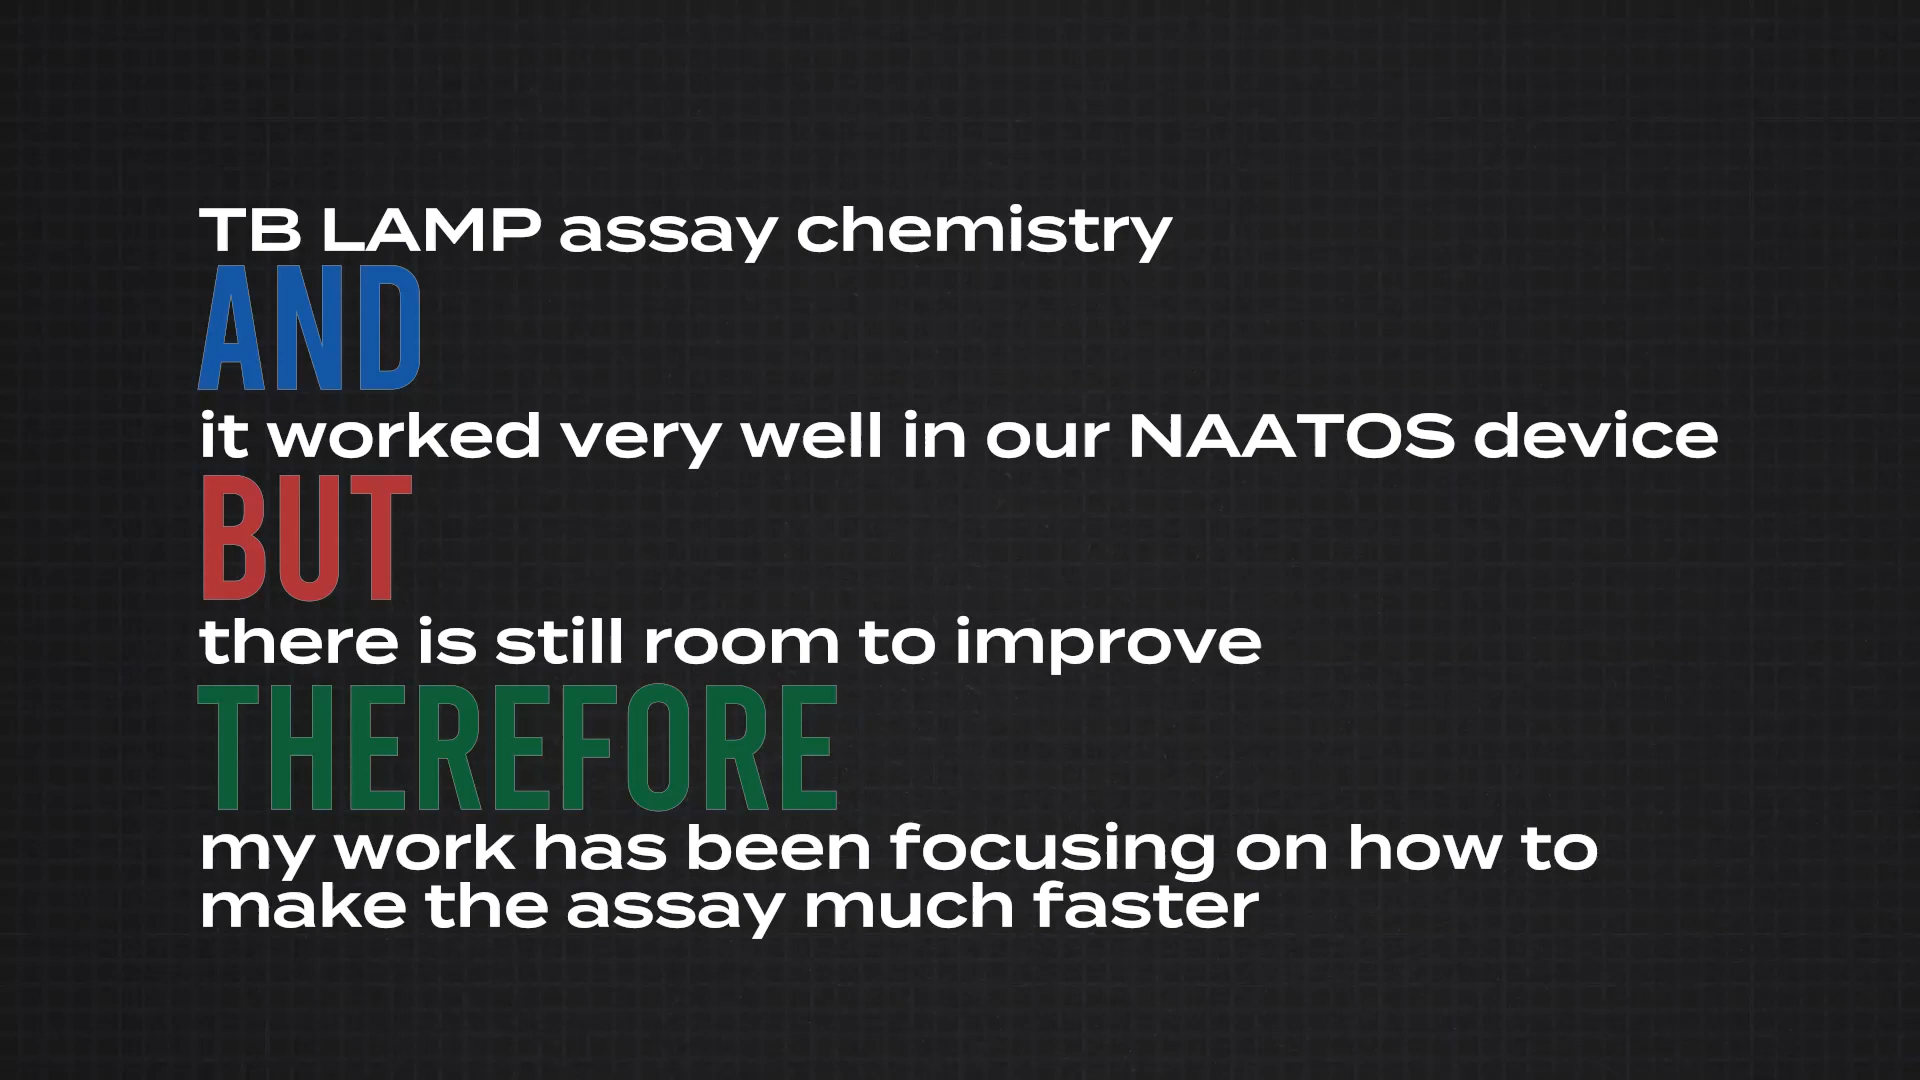 TB LAMP assay chemistry
AND
it worked very well in our NAATOS device
BUT
there is still room to improve
THEREFORE
my work has been focusing on how to
make the assay much faster